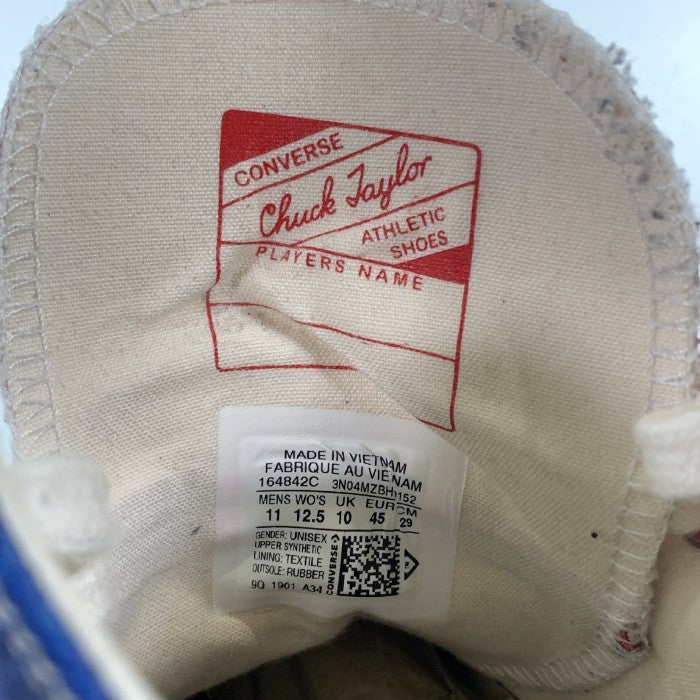 CONVERSE
Chuck Taylor
ATHLETIC
SHOES
PLAYERS NAME
MADE IN VIETNAM
FABRIQUE AU VIETNAM
164842C 3N04MZBH
MENS WO'S UK EUR CM
11 12.5 10 45 29
GENDER: UNISEX
UPPER SYNTHETIC
LINING: TEXTILE
OUTSOLE: RUBBER
9Q 1901 A34
CONVERSE